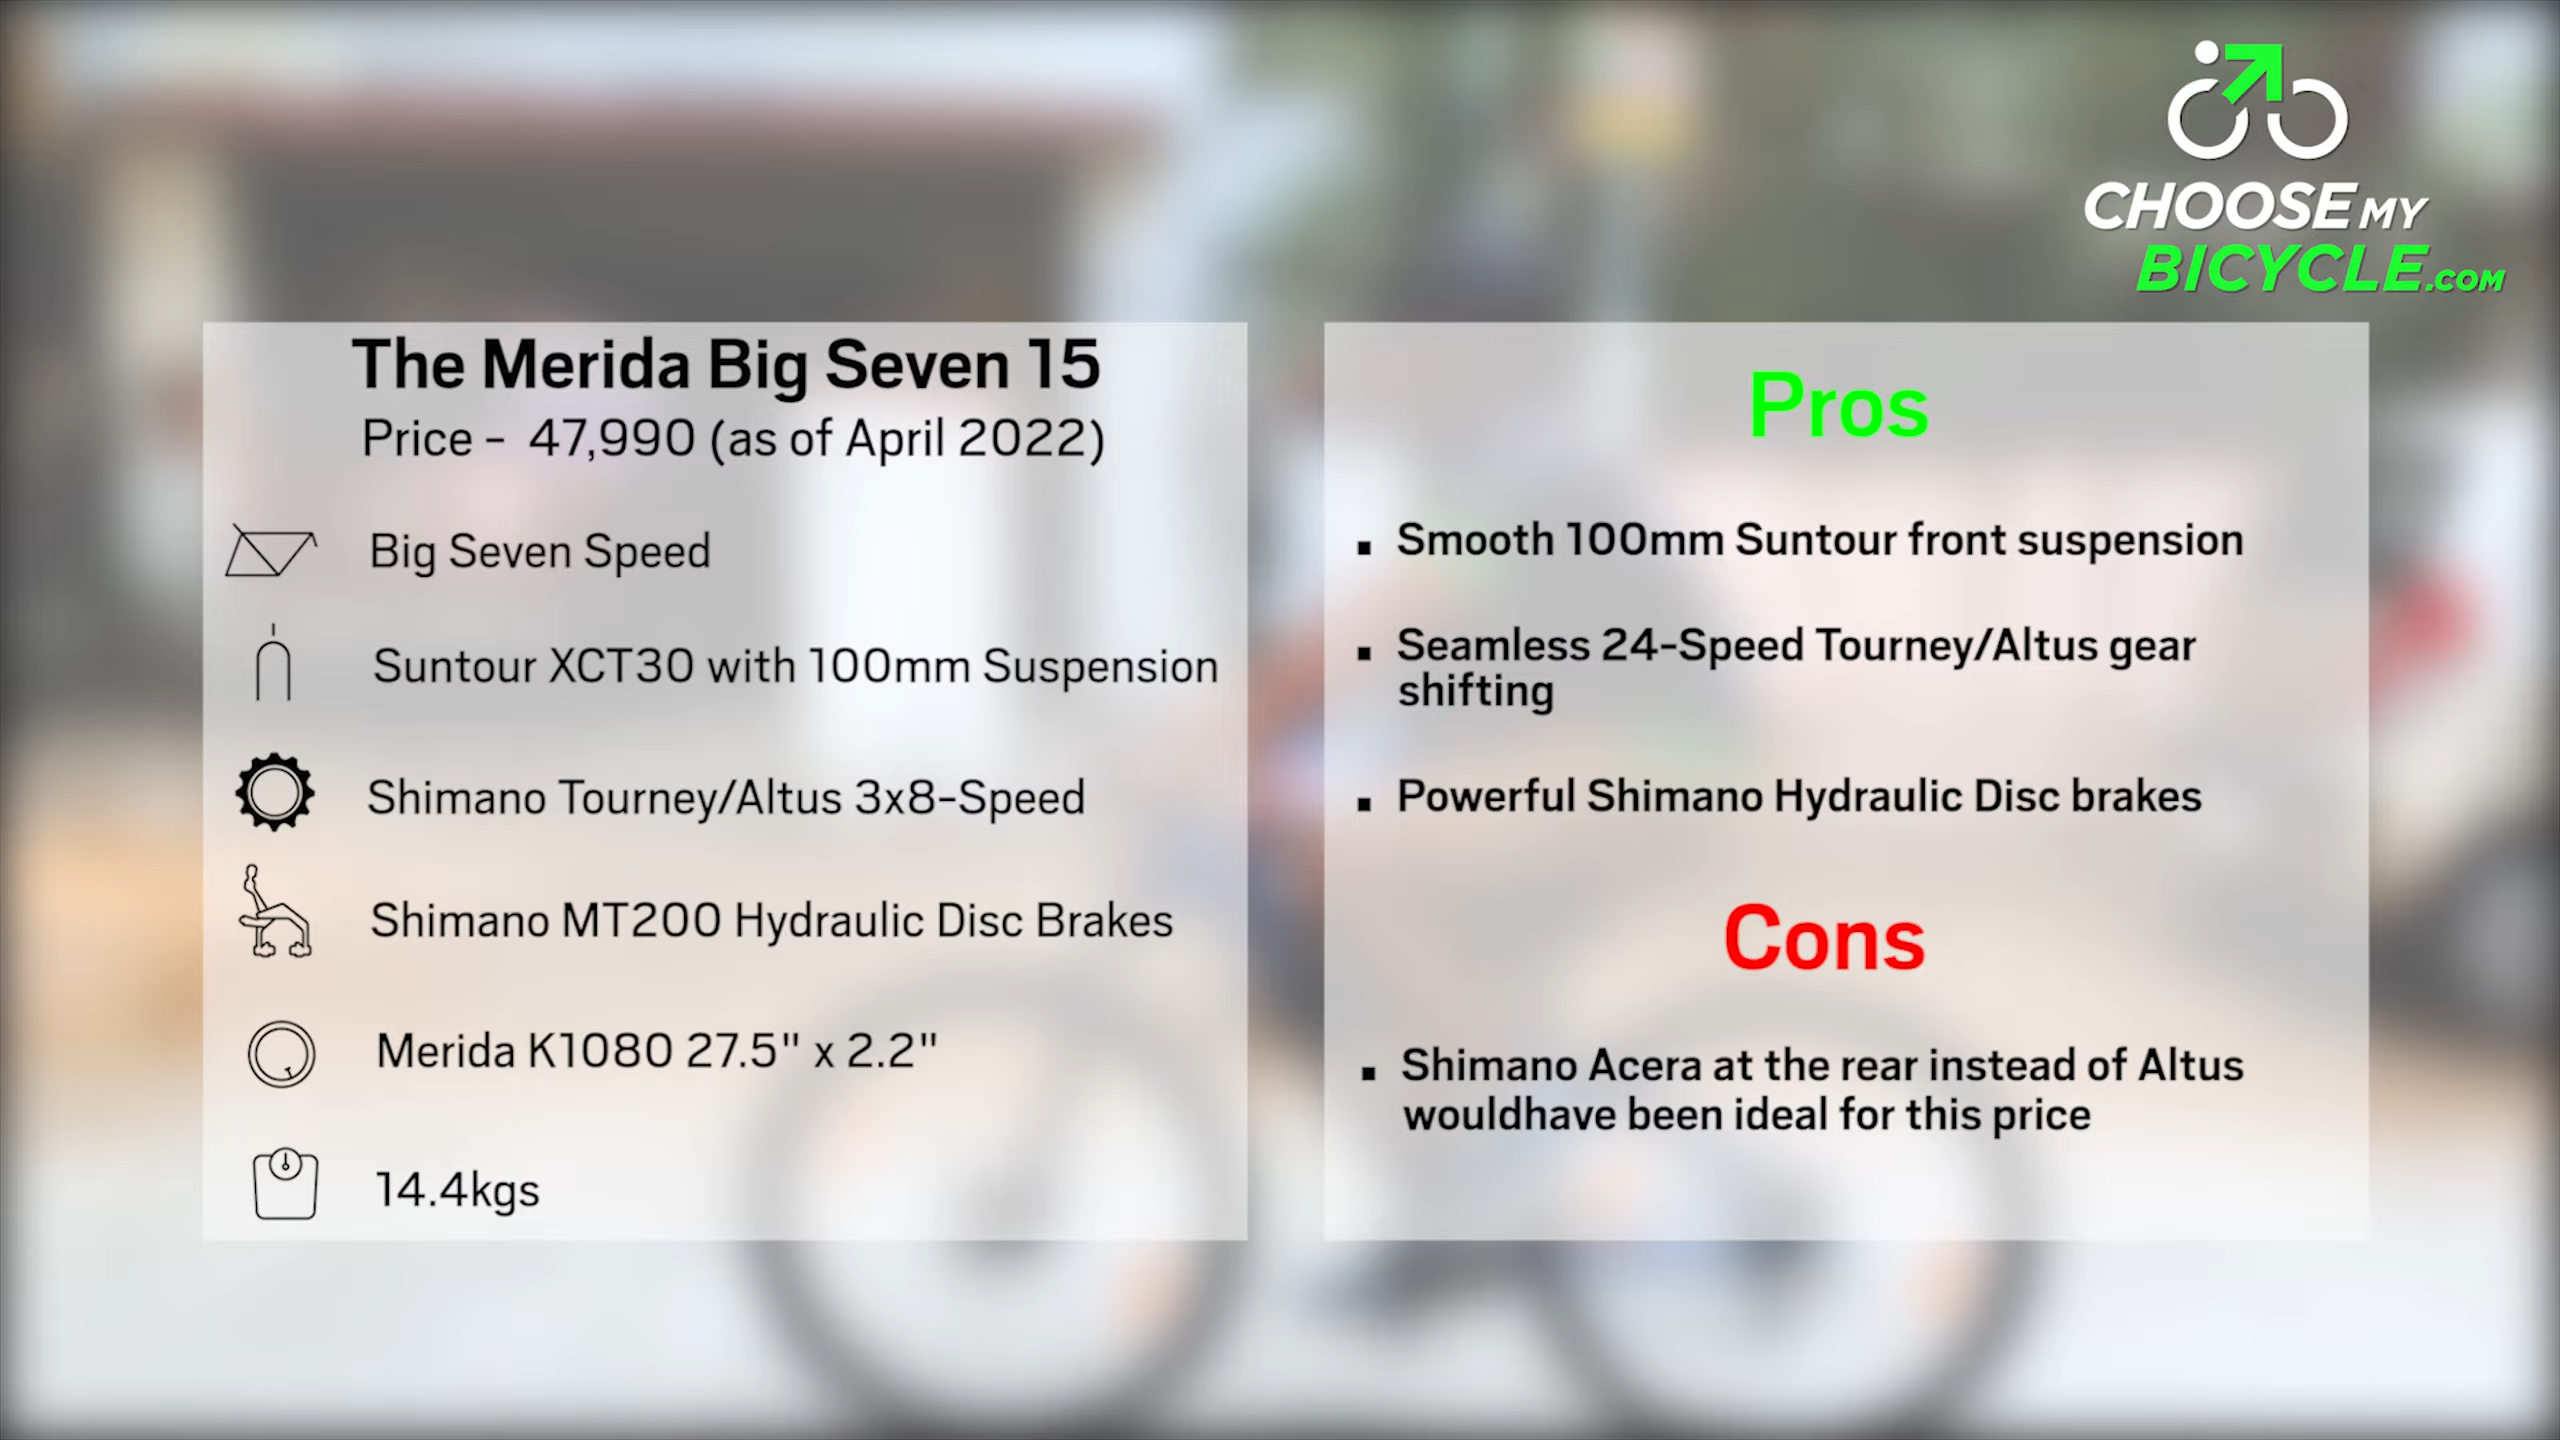 CHOOSE MY
BICYCLE.COM
The Merida Big Seven 15
Price - 47,990 (as of April 2022)
Big Seven Speed
Suntour XCT30 with 100mm Suspension
Shimano Tourney/Altus 3x8-Speed
Shimano MT200 Hydraulic Disc Brakes
Merida K1080 27.5" x 2.2"
14.4kgs
Pros
▪ Smooth 100mm Suntour front suspension
▪ Seamless 24-Speed Tourney/Altus gear
shifting
▪ Powerful Shimano Hydraulic Disc brakes
Cons
▪ Shimano Acera at the rear instead of Altus
wouldhave been ideal for this price